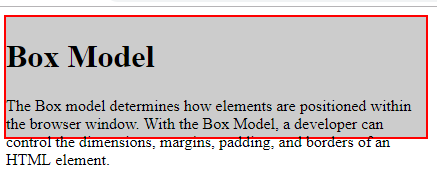 Box Model
The Box model determines how elements are positioned within
the browser window. With the Box Model, a developer can
control the dimensions, margins, padding, and borders of an
HTML element.